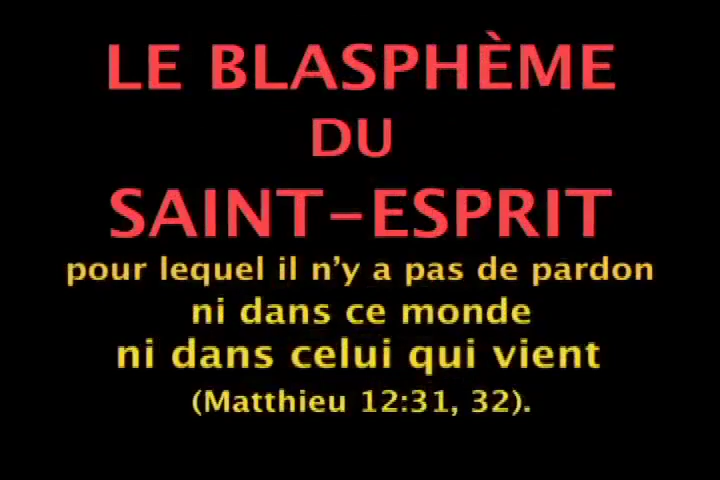 LE BLASPHÈME
DU
SAINT-ESPRIT
pour lequel il n’y a pas de pardon
ni dans ce monde
ni dans celui qui vient
(Matthieu 12:31, 32).